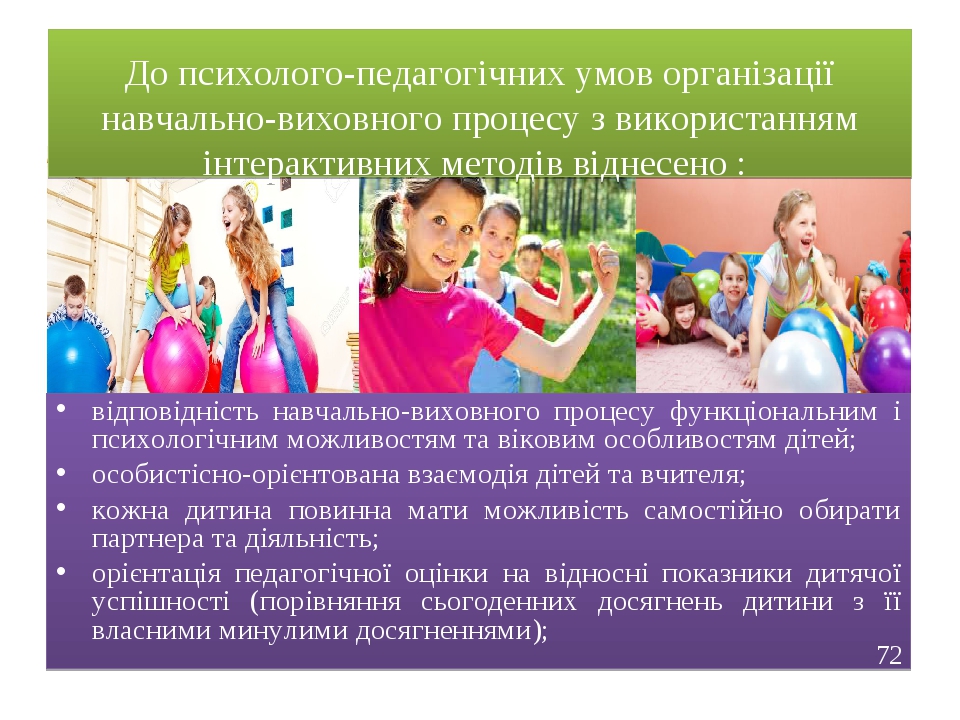 До психолого-педагогічних умов організації
навчально-виховного процесу з використанням
інтерактивних методів віднесено :
• відповідність навчально-виховного процесу функціональним і
психологічним можливостям та віковим особливостям дітей;
• особистісно-орієнтована взаємодія дітей та вчителя;
• кожна дитина повинна мати можливість самостійно обирати
партнера та діяльність;
• орієнтація педагогічної оцінки на відносні показники дитячої
успішності (порівняння сьогоденних досягнень дитини з її
власними минулими досягненнями);
72